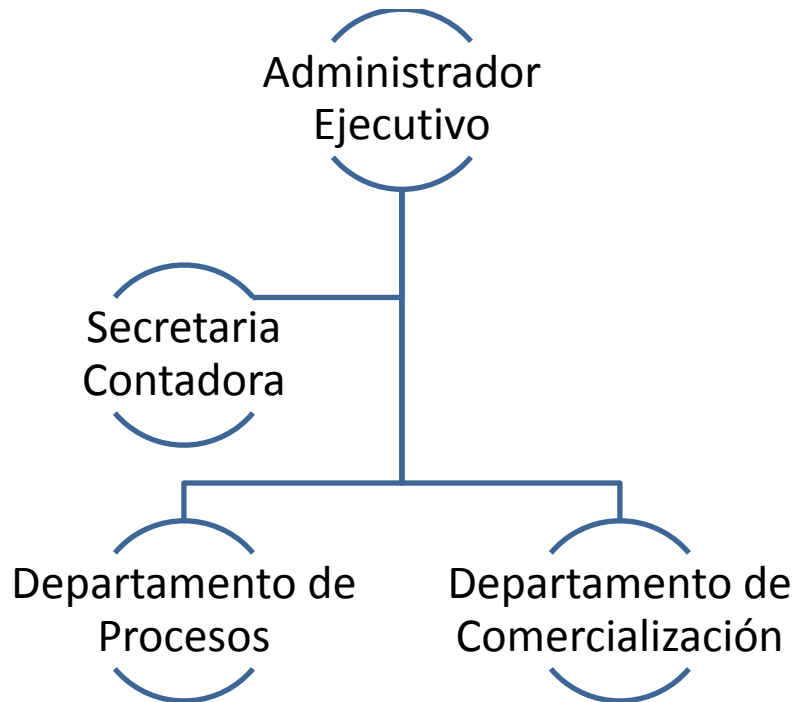 Administrador
Ejecutivo
Secretaria
Contadora
Departamento de
Procesos
Departamento de
Comercialización